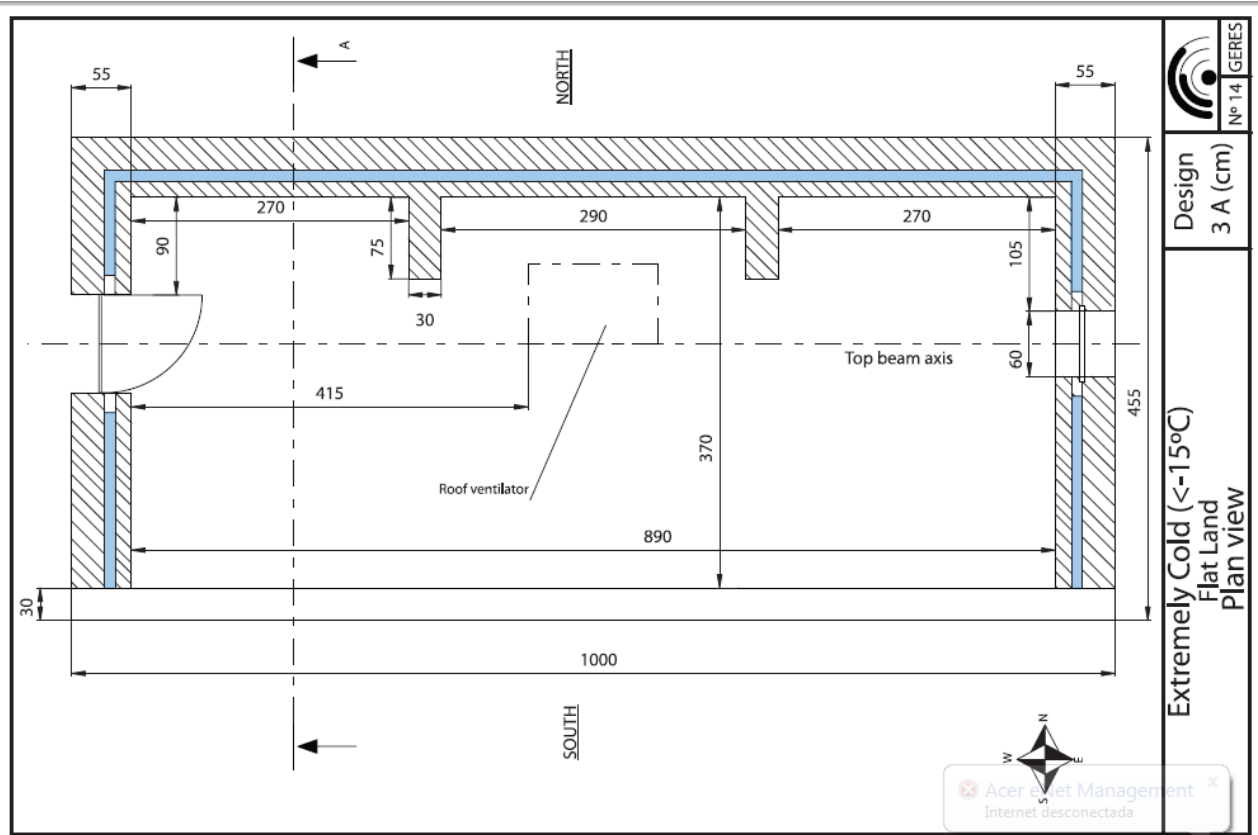 55
A
NORTH
55
270
90
75
290
270
105
30
60
Top beam axis
415
455
370
Roof ventilator
890
30
1000
SOUTH
N
W
E
S
GERES
Nº 14
Design
3 A (cm)
Extremely Cold (<-15ºC)
Flat Land
Plan view
Acer eNet Management
Internet desconectada
x